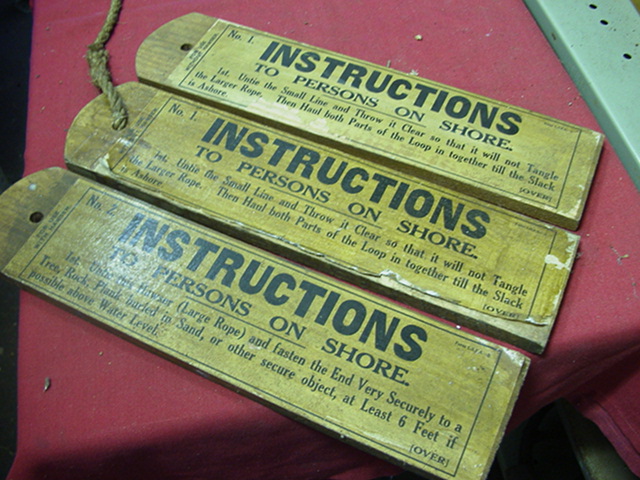 No. 1.
INSTRUCTIONS
TO PERSONS ON SHORE.
1st. Untie the Small Line and Throw it Clear so that it will not Tangle
the Larger Rope. Then Haul both Parts of the Loop in together till the Slack
is Ashore.
[OVER]
No. 1.
INSTRUCTIONS
TO PERSONS ON SHORE.
1st. Untie the Small Line and Throw it Clear so that it will not Tangle
the Larger Rope. Then Haul both Parts of the Loop in together till the Slack
is Ashore.
[OVER]
No. 2.
INSTRUCTIONS
TO PERSONS ON SHORE.
1st. Hawser (Large Rope) and fasten the End Very Securely to a
Tree, Rock, Plank buried in Sand, or other secure object, at Least 6 Feet if
possible above Water Level.
[OVER]